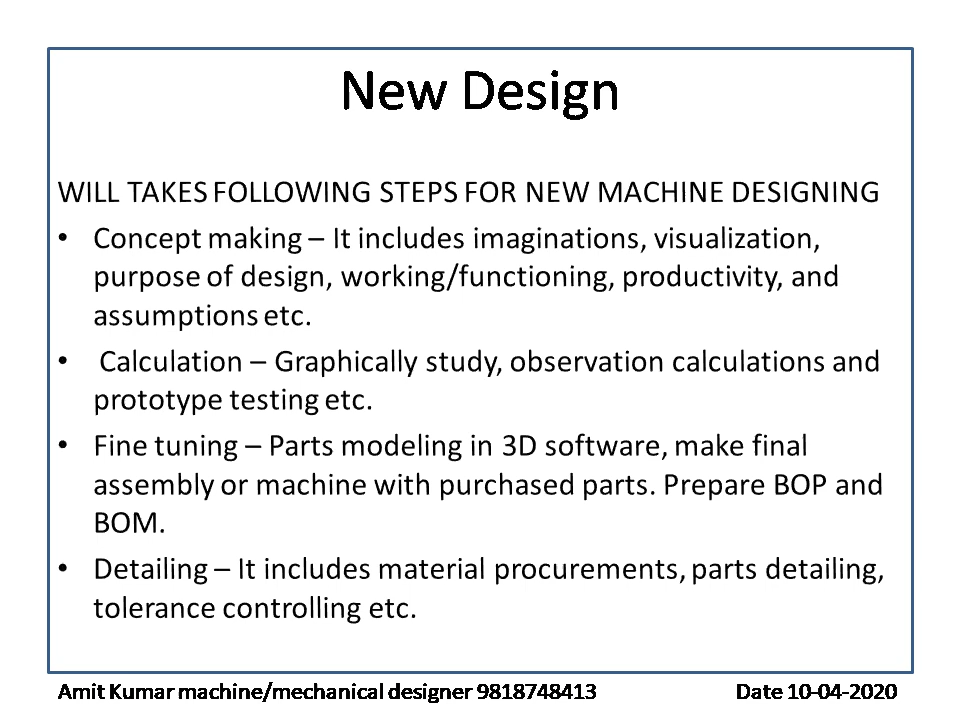 New Design
WILL TAKES FOLLOWING STEPS FOR NEW MACHINE DESIGNING
• Concept making – It includes imaginations, visualization,
purpose of design, working/functioning, productivity, and
assumptions etc.
• Calculation – Graphically study, observation calculations and
prototype testing etc.
• Fine tuning – Parts modeling in 3D software, make final
assembly or machine with purchased parts. Prepare BOP and
BOM.
• Detailing – It includes material procurements, parts detailing,
tolerance controlling etc.
Amit Kumar machine/mechanical designer 9818748413 Date 10-04-2020